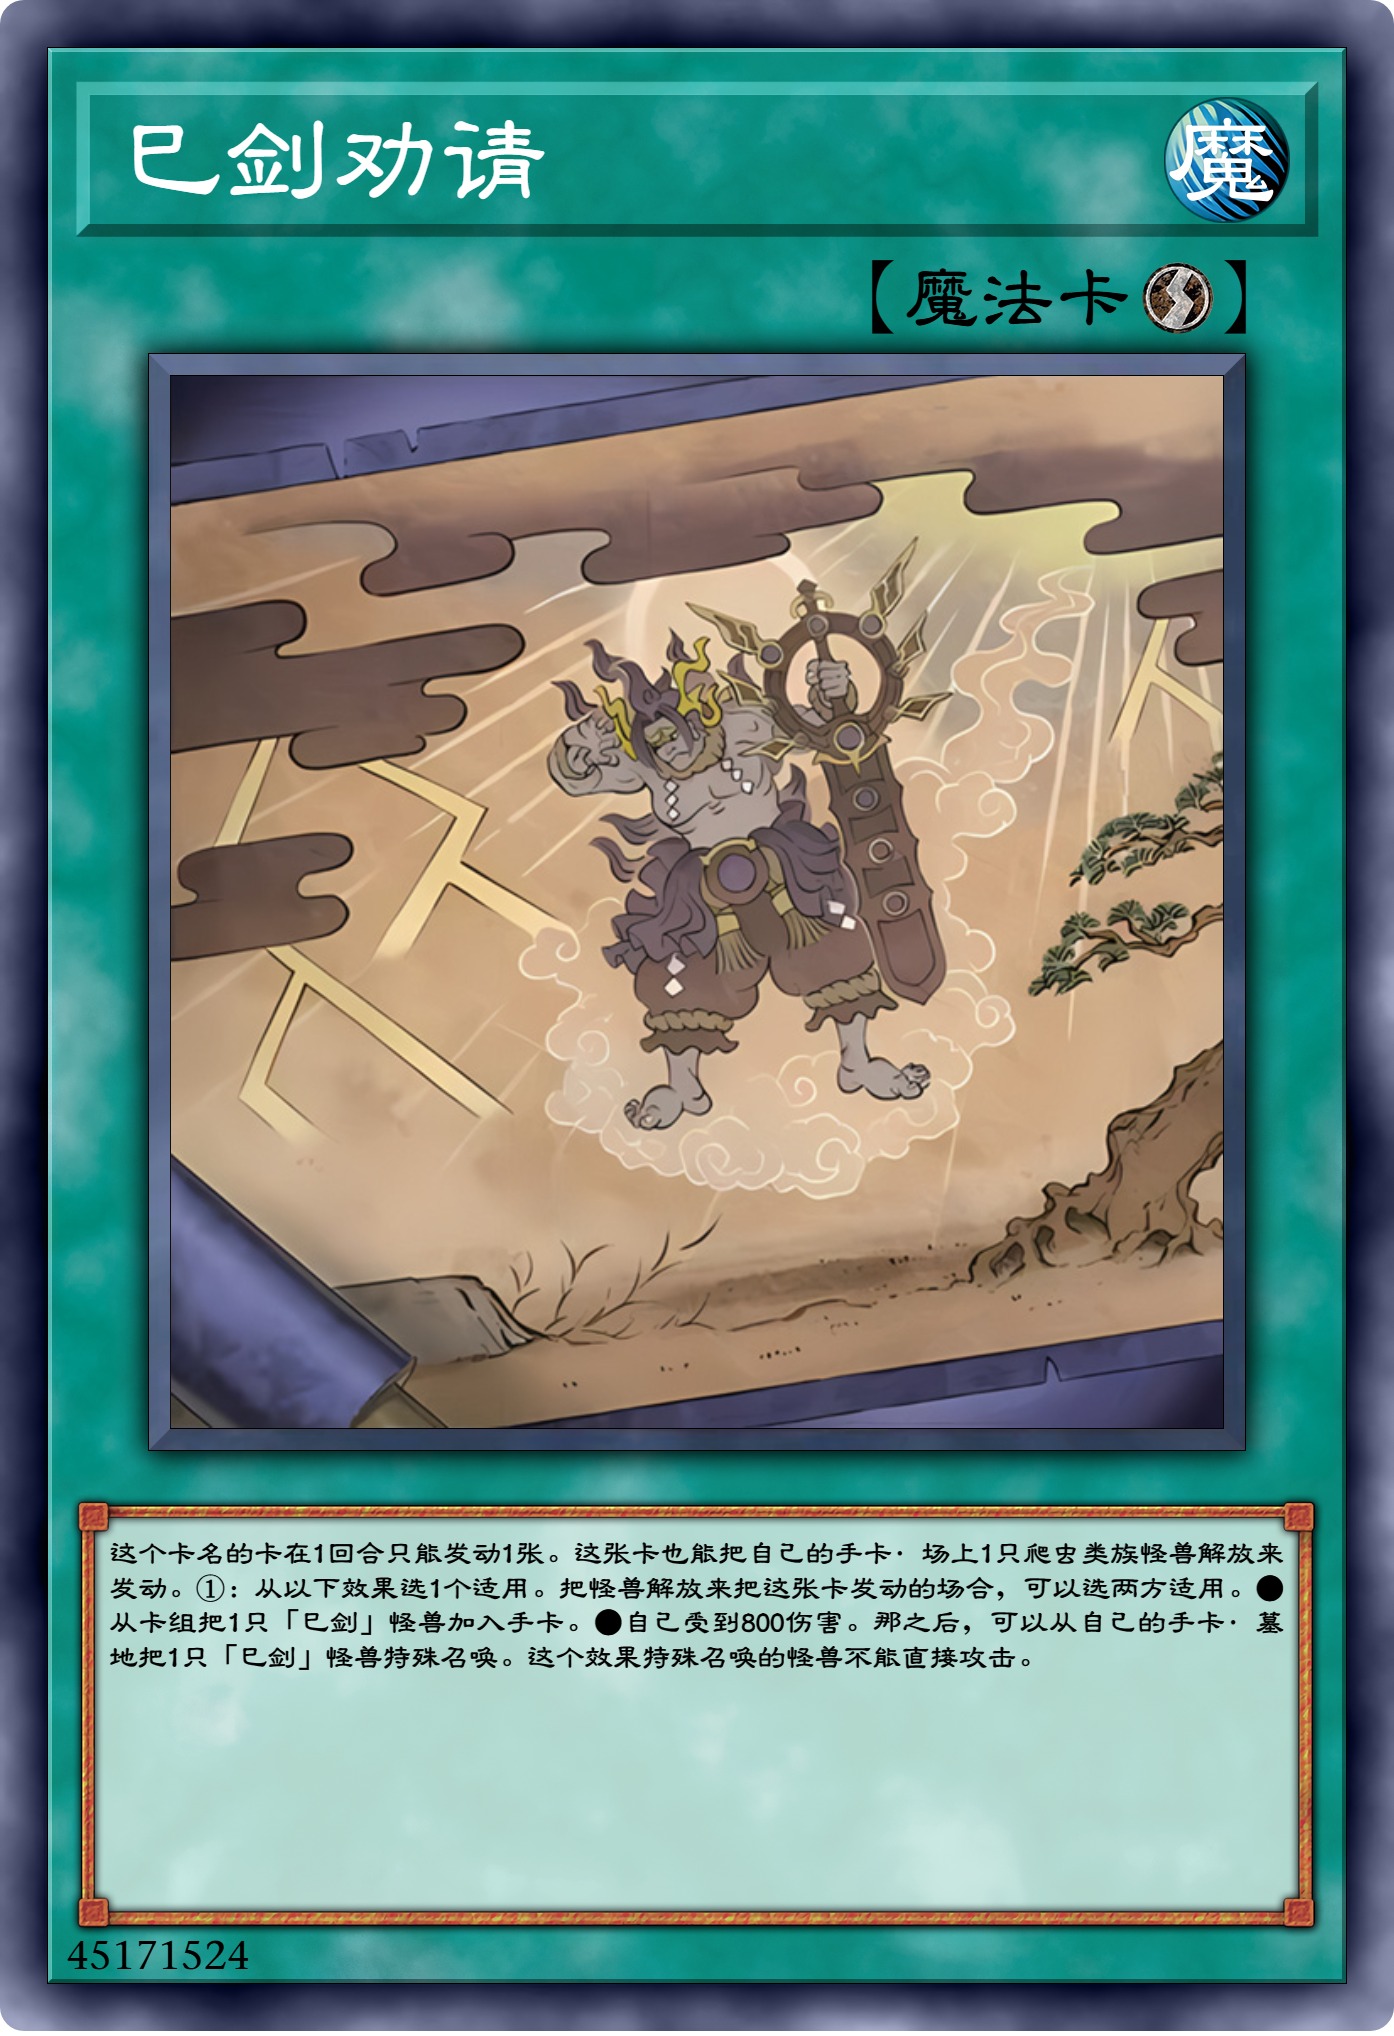 巳剑劝请
魔
【魔法卡】
这个卡名的卡在1回合只能发动1张。这张卡也能把自己的手卡·场上1只爬虫类族怪兽解放来
发动。①：从以下效果选1个适用。把怪兽解放来把这张卡发动的场合，可以选两方适用。●
从卡组把1只「巳剑」怪兽加入手卡。●自己受到800伤害。那之后，可以从自己的手卡·墓
地把1只「巳剑」怪兽特殊召唤。这个效果特殊召唤的怪兽不能直接攻击。
45171524